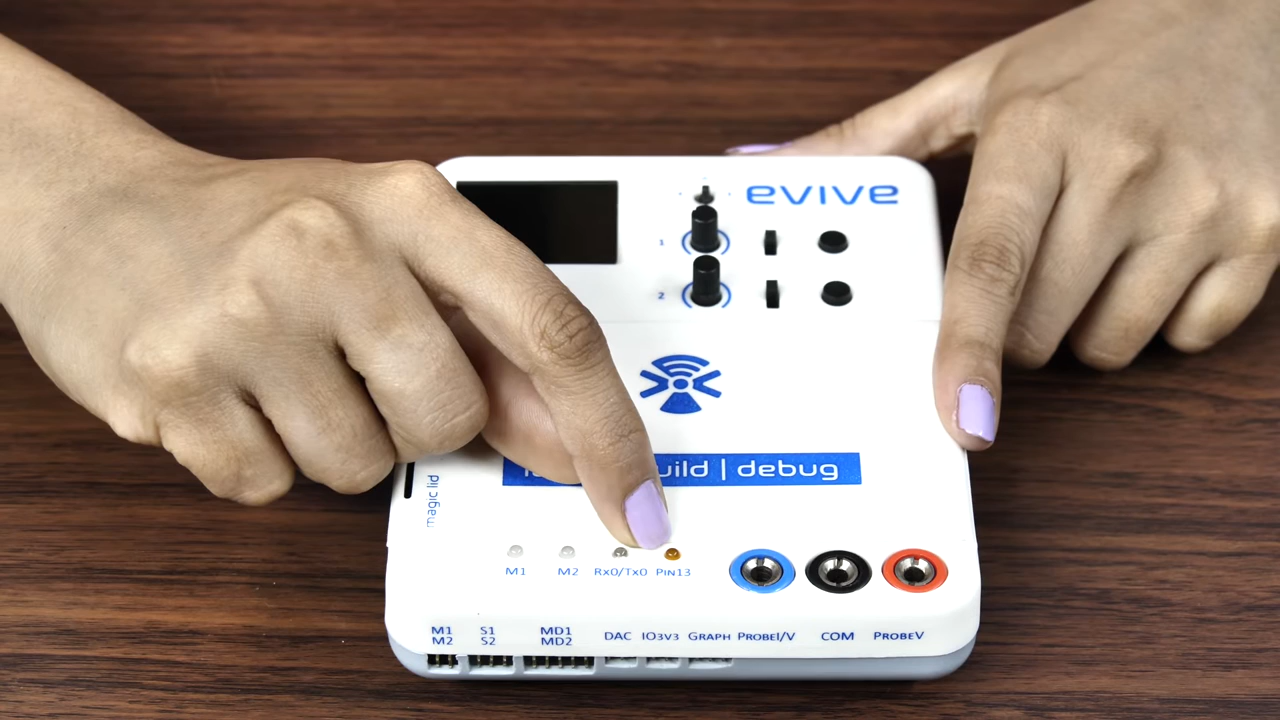 evive
1
2
uild | debug
magic lid
M1 M2 Rx0/Tx0 Pin13
M1 S1 MD1 DAC IO3v3 Graph ProbeI/V COM ProbeV
M2 S2 MD2